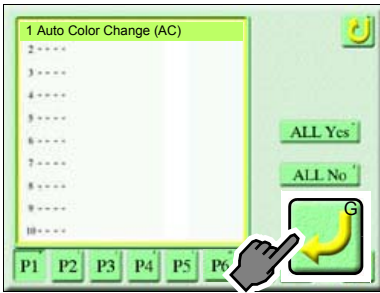 1 Auto Color Change (AC)
2 - - - -
3 - - - -
4 - - - -
5 - - - -
6 - - - -
7 - - - -
8 - - - -
9 - - - -
10 - - - -
ALL Yes
ALL No
G
P1 P2 P3 P4 P5 P6